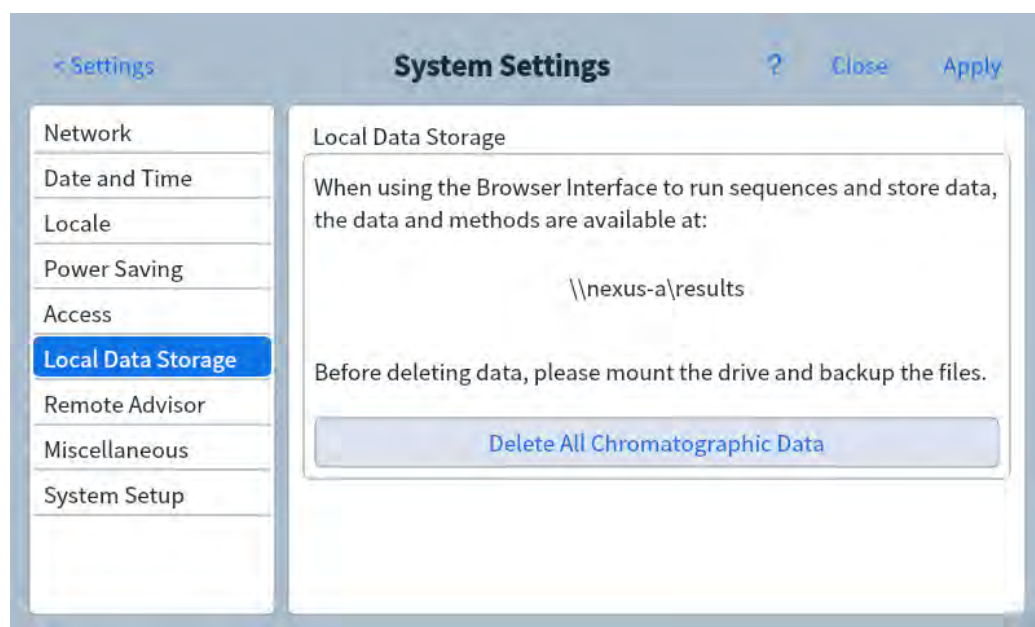 < Settings System Settings ? Close Apply
Network
Date and Time
Locale
Power Saving
Access
Local Data Storage
Remote Advisor
Miscellaneous
System Setup
Local Data Storage
When using the Browser Interface to run sequences and store data,
the data and methods are available at:
\\nexus-a\results
Before deleting data, please mount the drive and backup the files.
Delete All Chromatographic Data